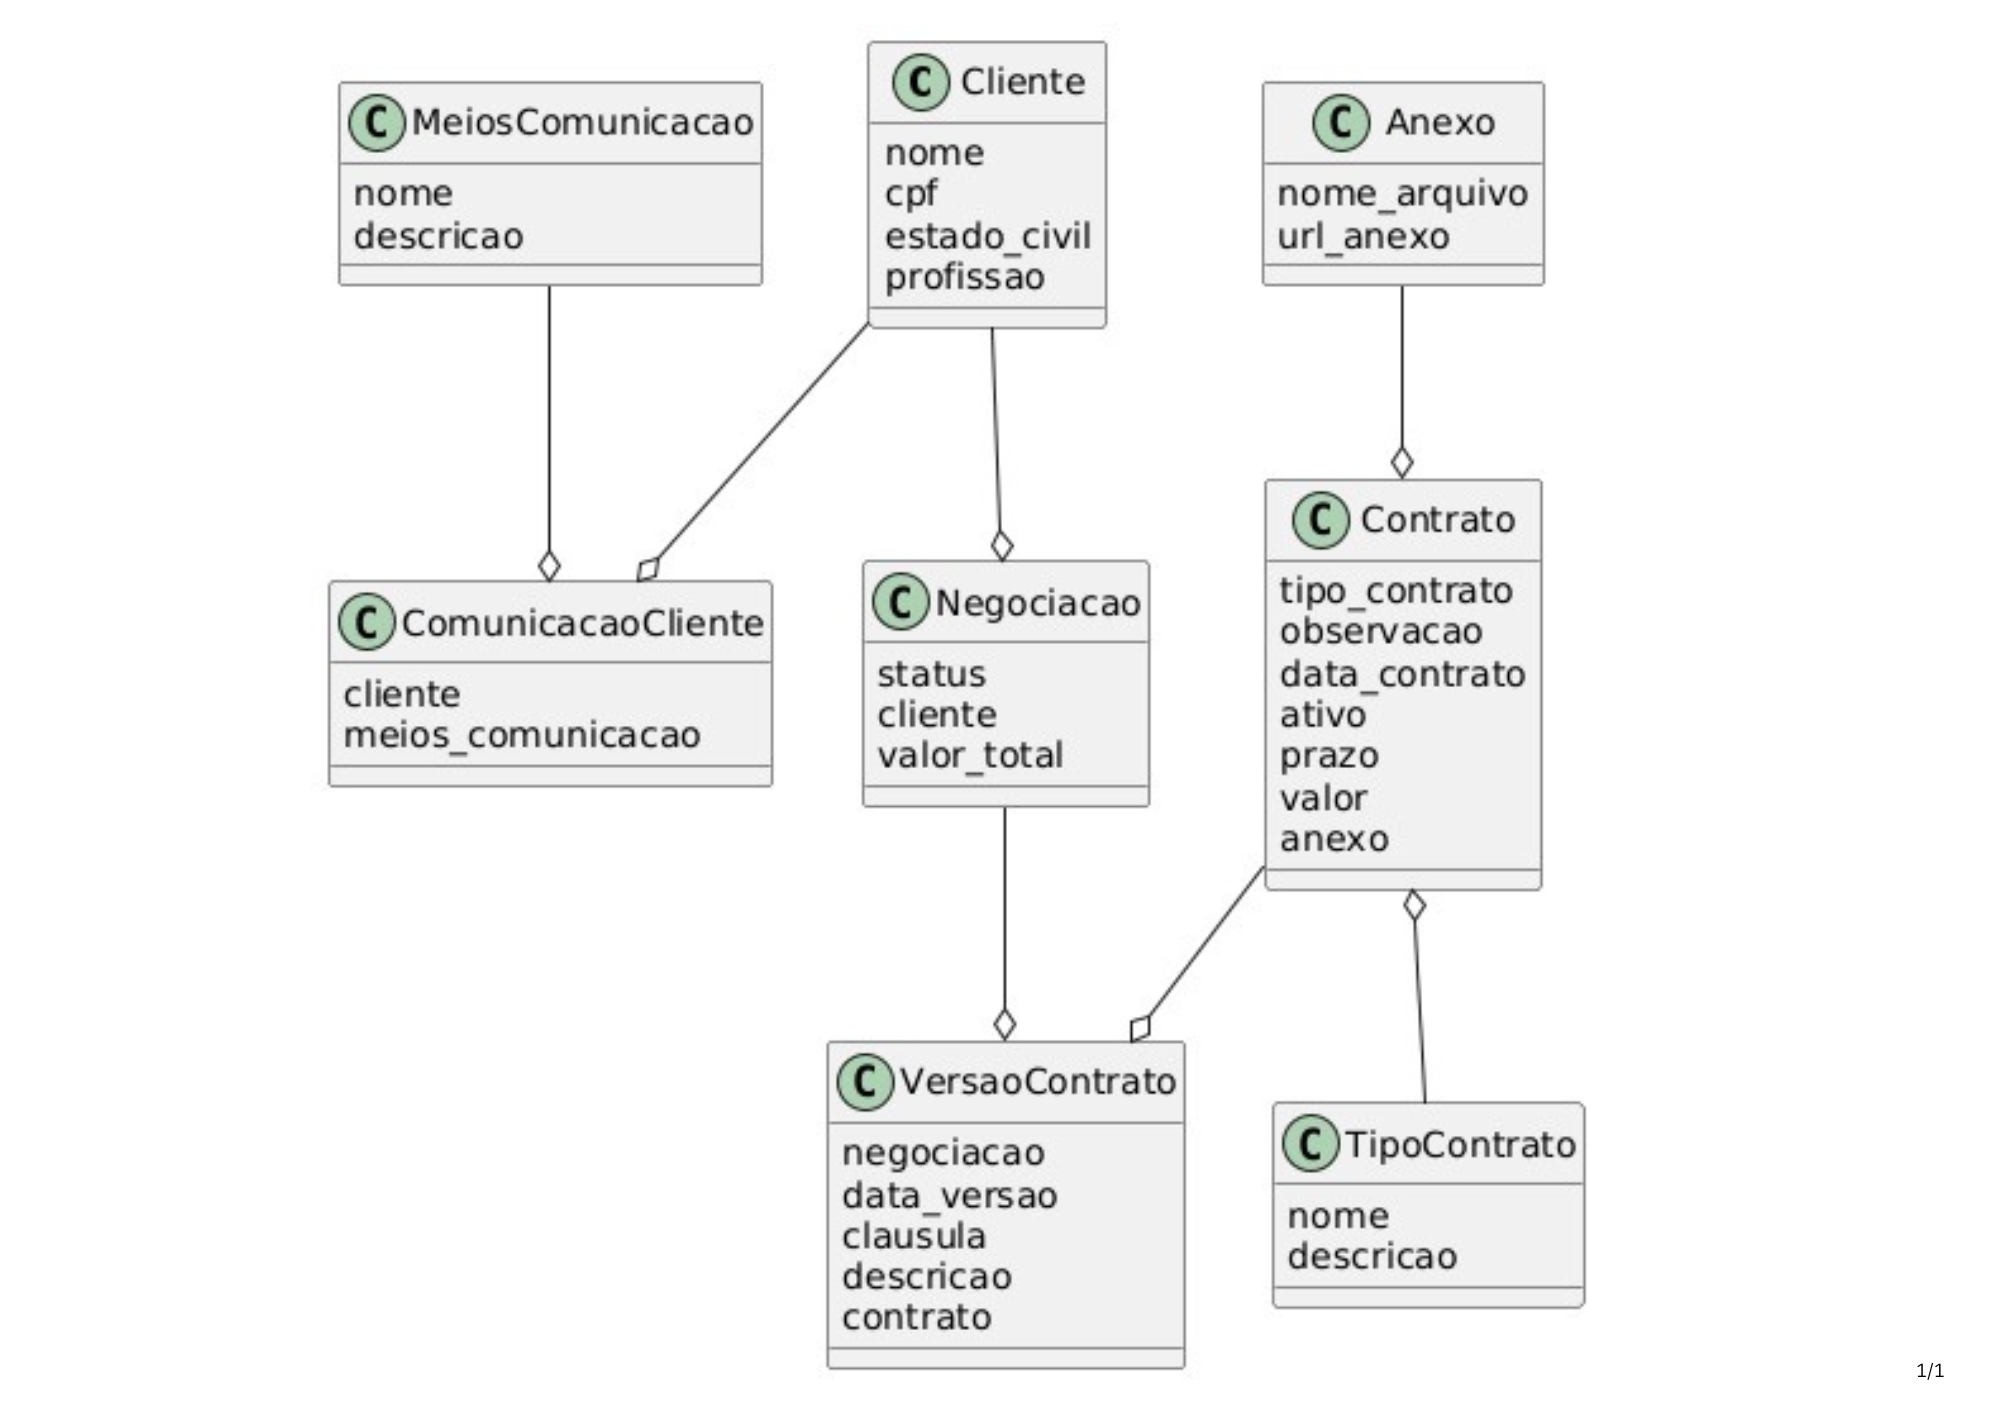 C MeiosComunicacao
nome
descricao
C Cliente
nome
cpf
estado_civil
profissao
C Anexo
nome_arquivo
url_anexo
C ComunicacaoCliente
cliente
meios_comunicacao
C Negociacao
status
cliente
valor_total
C Contrato
tipo_contrato
observacao
data_contrato
ativo
prazo
valor
anexo
C VersaoContrato
negociacao
data_versao
clausula
descricao
contrato
C TipoContrato
nome
descricao
1/1